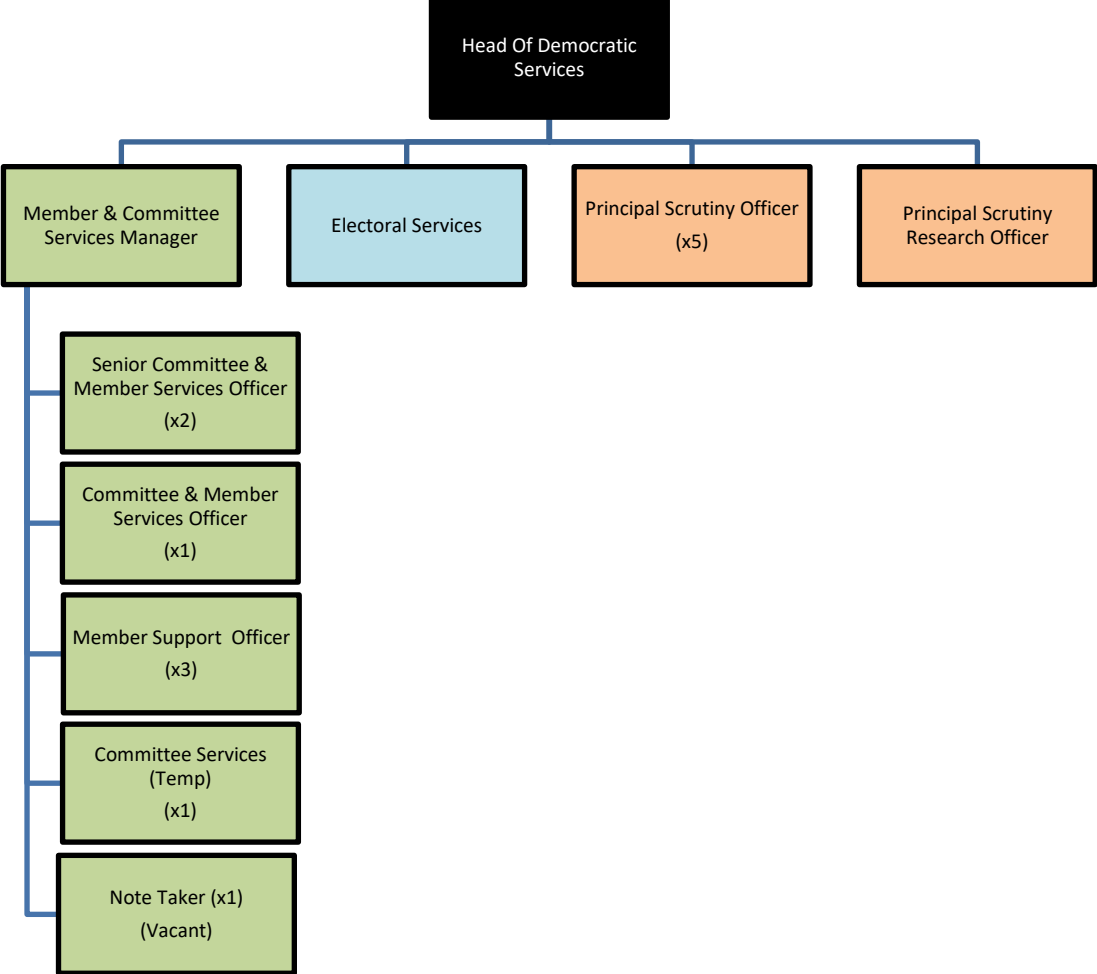 Head Of Democratic
Services
Member & Committee
Services Manager
Electoral Services
Principal Scrutiny Officer
(x5)
Principal Scrutiny
Research Officer
Senior Committee &
Member Services Officer
(x2)
Committee & Member
Services Officer
(x1)
Member Support  Officer
(x3)
Committee Services
(Temp)
(x1)
Note Taker (x1)
(Vacant)